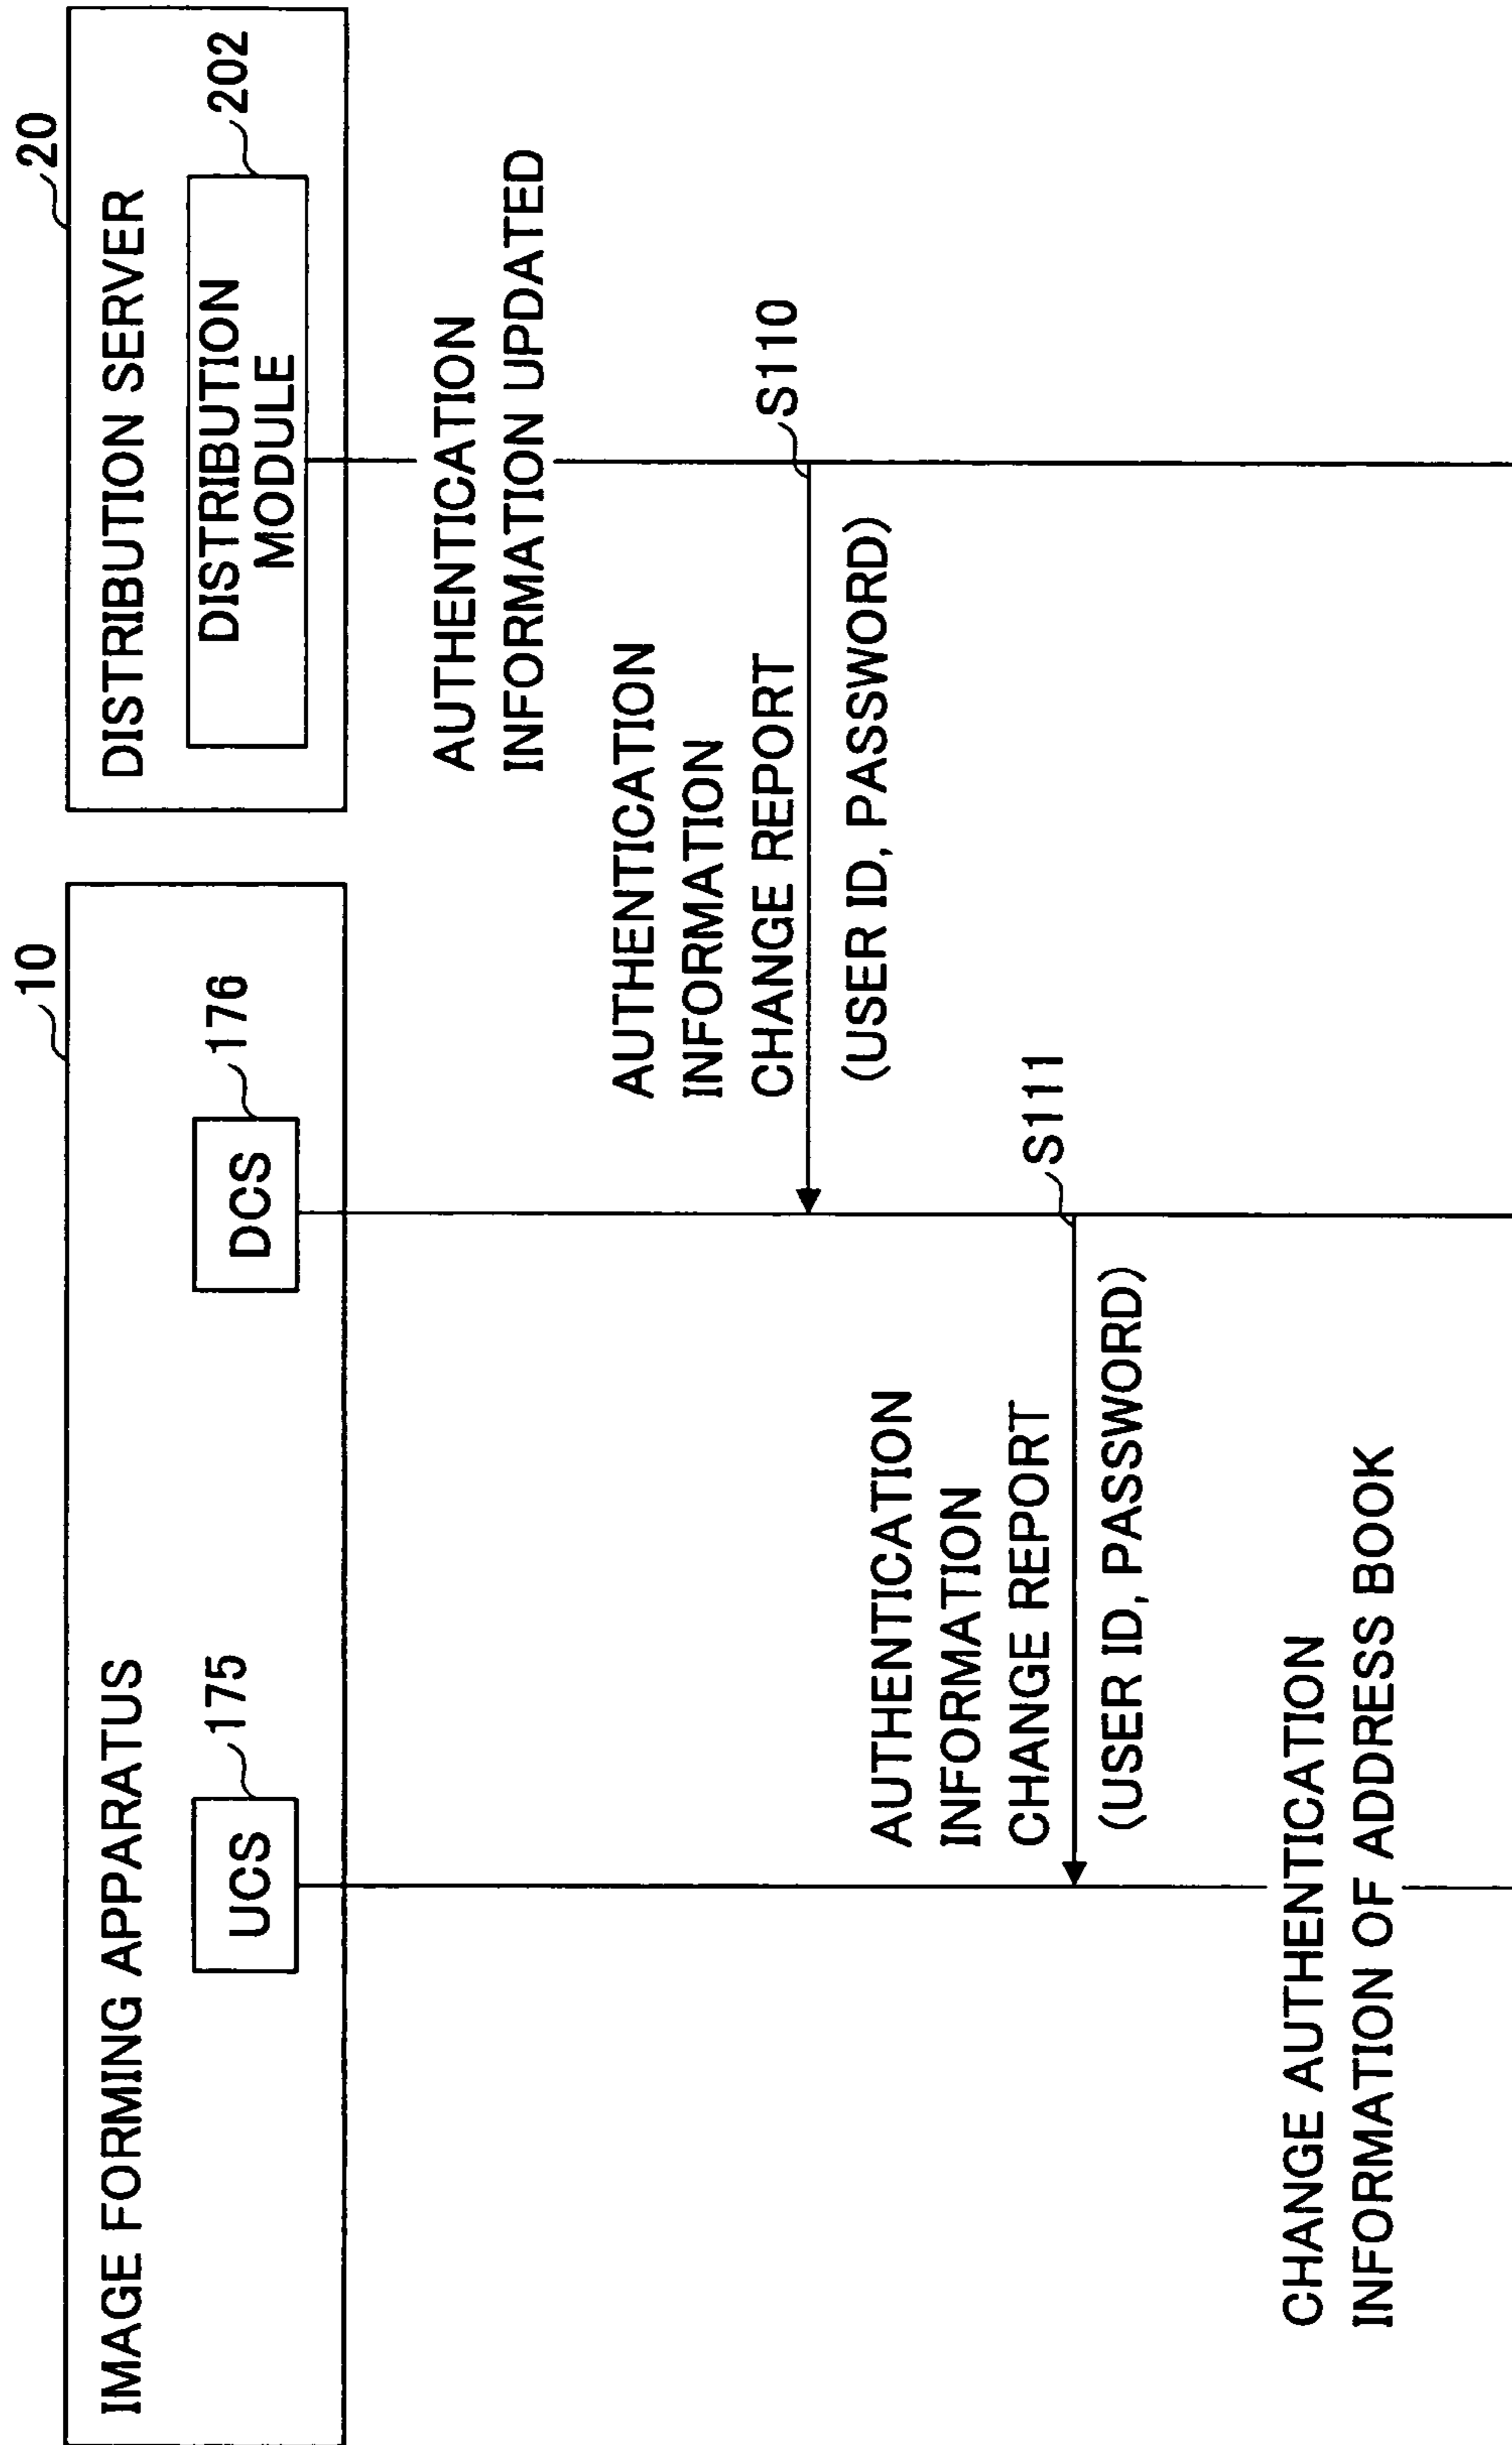 10
IMAGE FORMING APPARATUS
175
UCS
176
DCS
20
DISTRIBUTION SERVER
202
DISTRIBUTION
MODULE
AUTHENTICATION
INFORMATION UPDATED
S110
AUTHENTICATION
INFORMATION
CHANGE REPORT
(USER ID, PASSWORD)
S111
AUTHENTICATION
INFORMATION
CHANGE REPORT
(USER ID, PASSWORD)
CHANGE AUTHENTICATION
INFORMATION OF ADDRESS BOOK